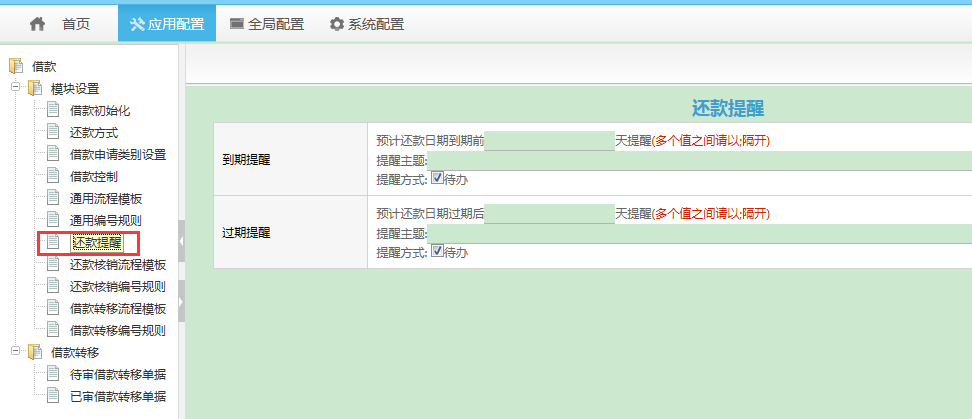 首页 应用配置 全局配置 系统配置
借款
模块设置
借款初始化
还款方式
借款申请类别设置
借款控制
通用流程模板
通用编号规则
还款提醒
还款核销流程模板
还款核销编号规则
借款转移流程模板
借款转移编号规则
借款转移
待审借款转移单据
已审借款转移单据
还款提醒
到期提醒
预计还款日期到期前 天提醒(多个值之间请以;隔开)
提醒主题:
提醒方式: 待办
过期提醒
预计还款日期过期后 天提醒(多个值之间请以;隔开)
提醒主题:
提醒方式: 待办